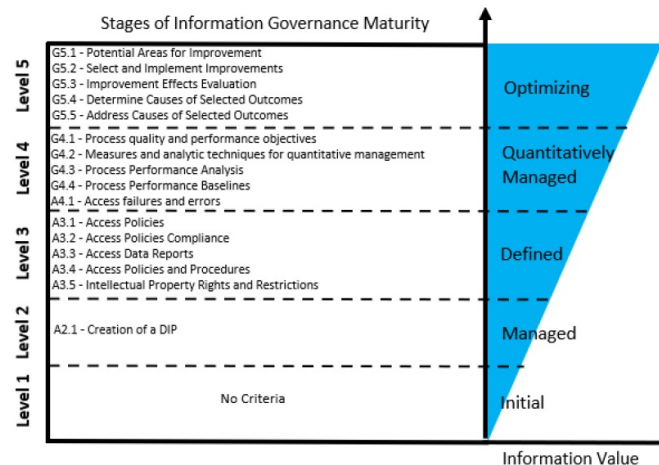 Stages of Information Governance Maturity
Level 5
G5.1 - Potential Areas for Improvement
G5.2 - Select and Implement Improvements
G5.3 - Improvement Effects Evaluation
G5.4 - Determine Causes of Selected Outcomes
G5.5 - Address Causes of Selected Outcomes
Optimizing
Level 4
G4.1 - Process quality and performance objectives
G4.2 - Measures and analytic techniques for quantitative management
G4.3 - Process Performance Analysis
G4.4 - Process Performance Baselines
A4.1 - Access failures and errors
Quantitatively
Managed
Level 3
A3.1 - Access Policies
A3.2 - Access Policies Compliance
A3.3 - Access Data Reports
A3.4 - Access Policies and Procedures
A3.5 - Intellectual Property Rights and Restrictions
Defined
Level 2
A2.1 - Creation of a DIP
Managed
Level 1
No Criteria
Initial
Information Value